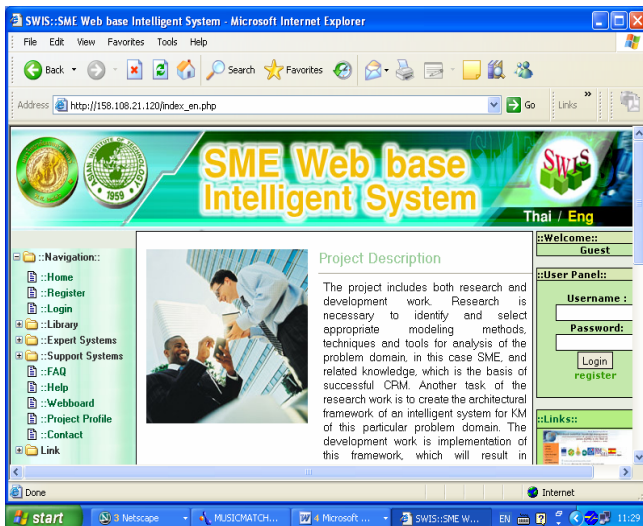 SWIS::SME Web base Intelligent System - Microsoft Internet Explorer
File Edit View Favorites Tools Help
Back Search Favorites
Address http://158.108.21.120/index_en.php Go Links »
SME Web base
Intelligent System
SWIS
1959
Thai / Eng
::Navigation::
::Home
::Register
::Login
::Library
::Expert Systems
::Support Systems
::FAQ
::Help
::Webboard
::Project Profile
::Contact
Link
Project Description
The project includes both research and
development work. Research is
necessary to identify and select
appropriate modeling methods,
techniques and tools for analysis of the
problem domain, in this case SME, and
related knowledge, which is the basis of
successful CRM. Another task of the
research work is to create the architectural
framework of an intelligent system for KM
of this particular problem domain. The
development work is implementation of
this framework, which will result in
::Welcome::
Guest
::User Panel::
Username :
Password:
Login
register
::Links::
Done Internet
start 3 Netscape MUSICMATCH... 4 Microsoft ... SWIS::SME W... EN 11:29